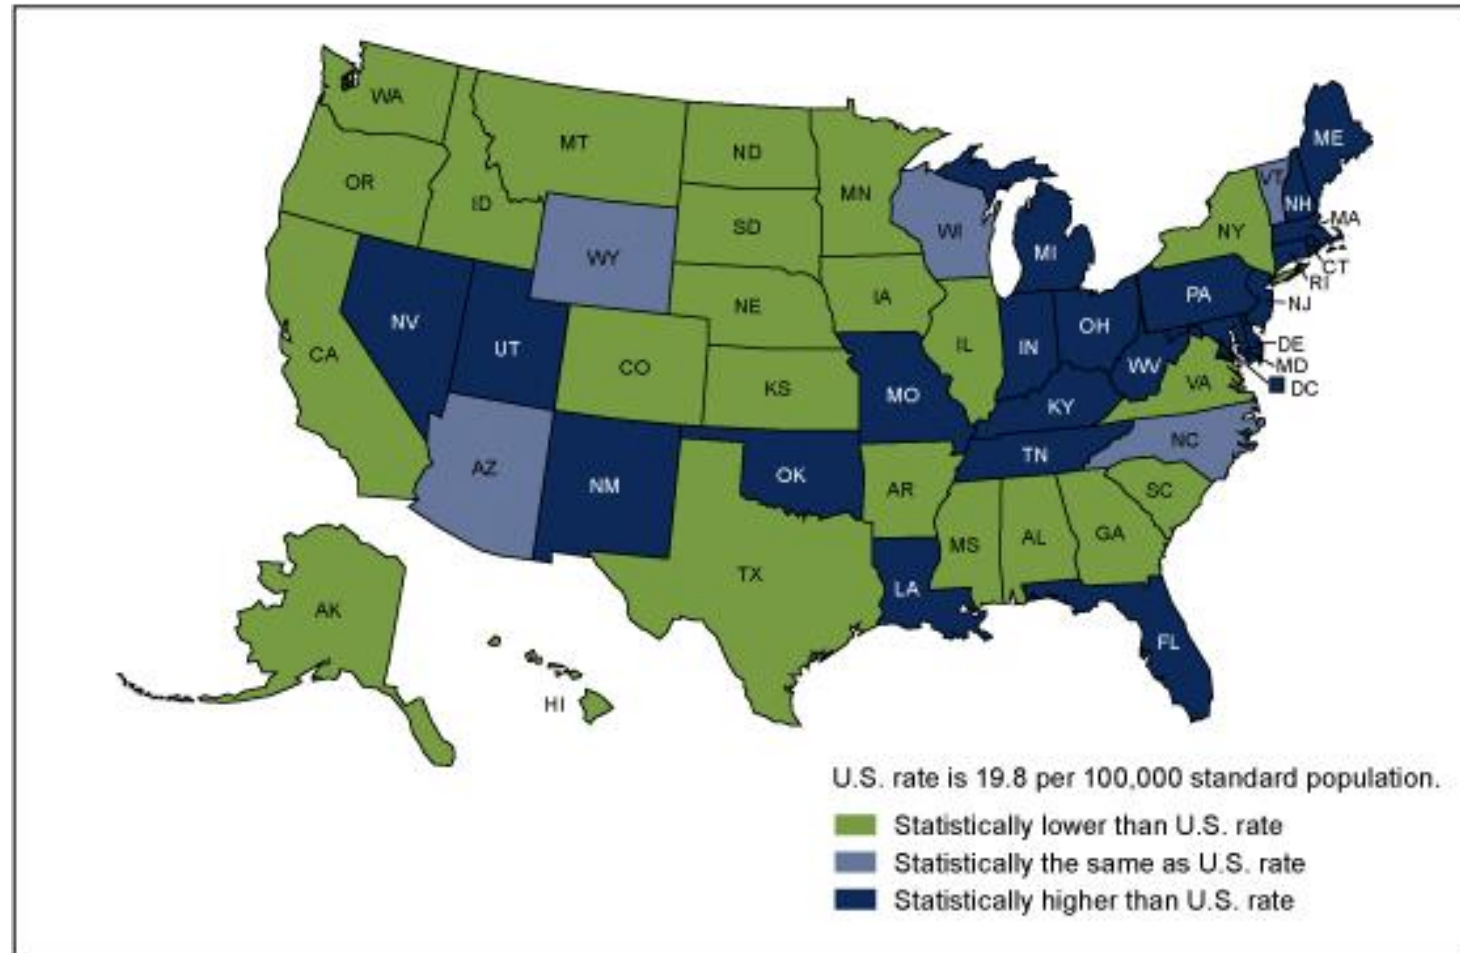 WA
MT
ND
ME
OR
ID
MN
VT
SD
WI
NH
NY
MA
WY
MI
CT
RI
NE
IA
PA
NJ
NV
UT
OH
CA
CO
IL
IN
DE
WV
MD
KS
VA
DC
MO
KY
NC
TN
AZ
NM
OK
AR
SC
MS
AL
GA
TX
LA
AK
FL
HI
U.S. rate is 19.8 per 100,000 standard population.
Statistically lower than U.S. rate
Statistically the same as U.S. rate
Statistically higher than U.S. rate